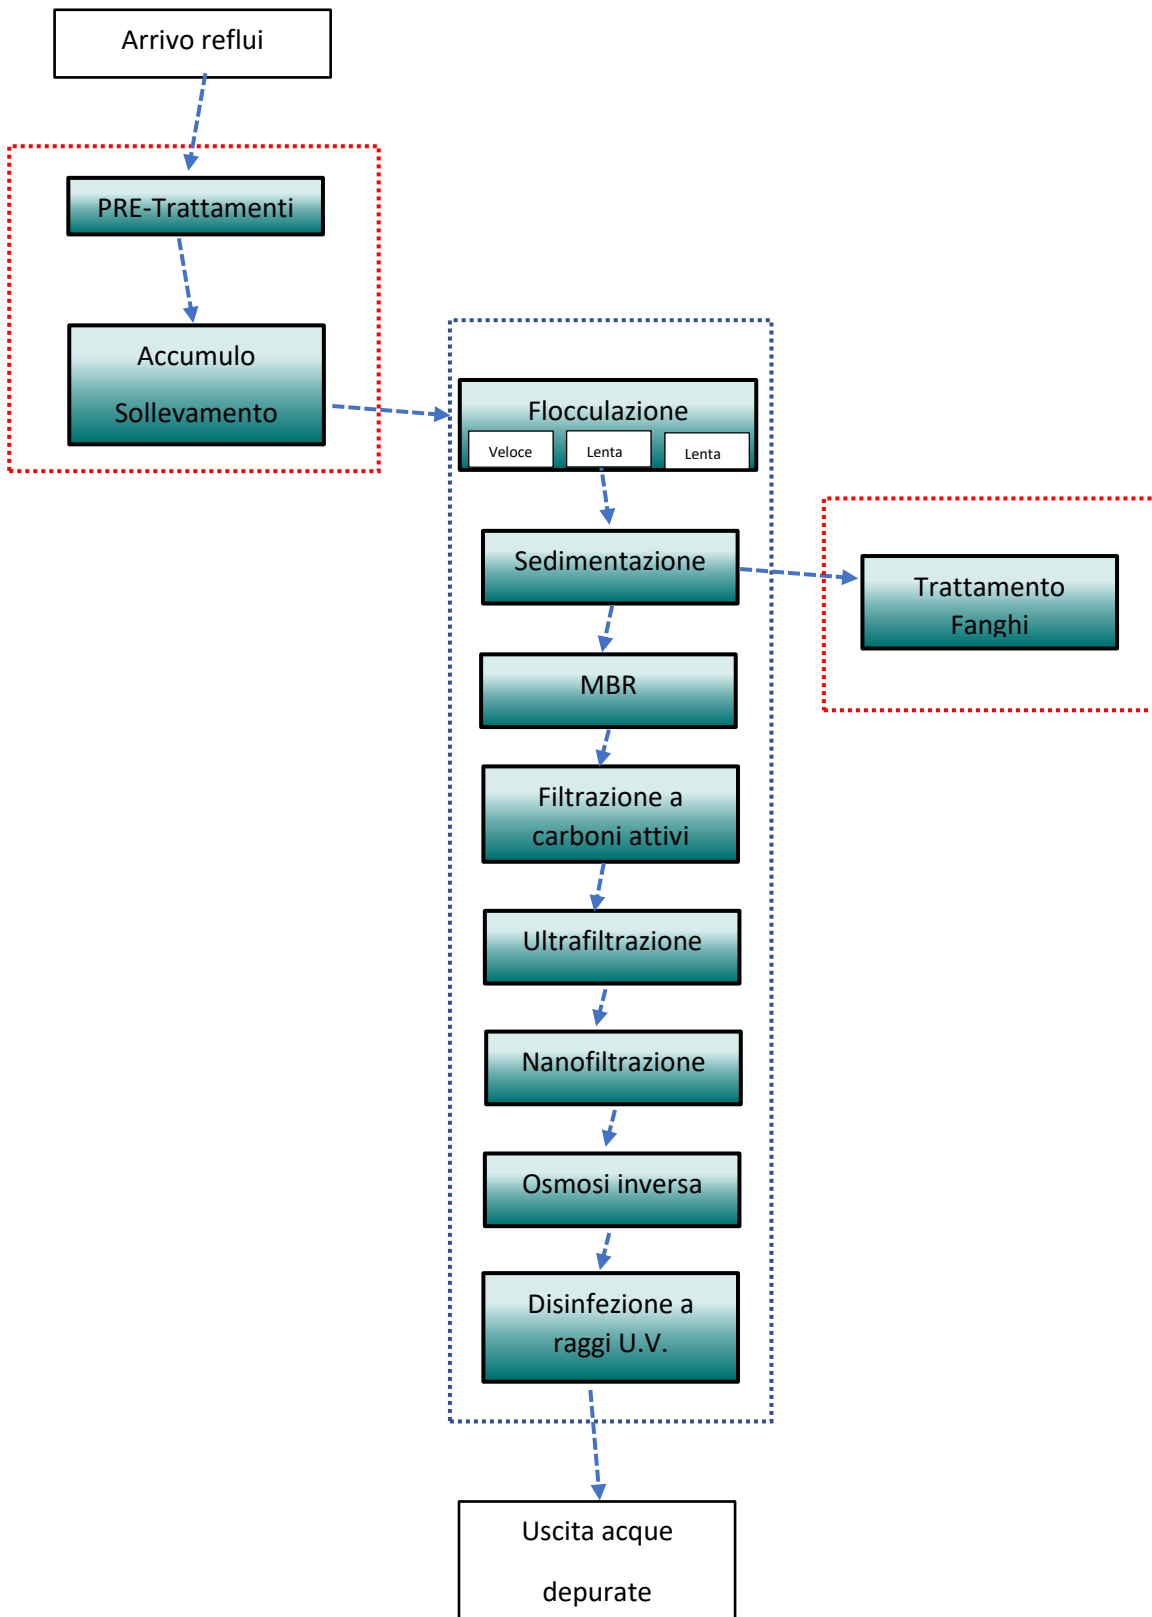 Arrivo reflui
PRE-Trattamenti
Accumulo
Sollevamento
Flocculazione
Veloce
Lenta
Lenta
Sedimentazione
Trattamento
Fanghi
MBR
Filtrazione a
carboni attivi
Ultrafiltrazione
Nanofiltrazione
Osmosi inversa
Disinfezione a
raggi U.V.
Uscita acque
depurate